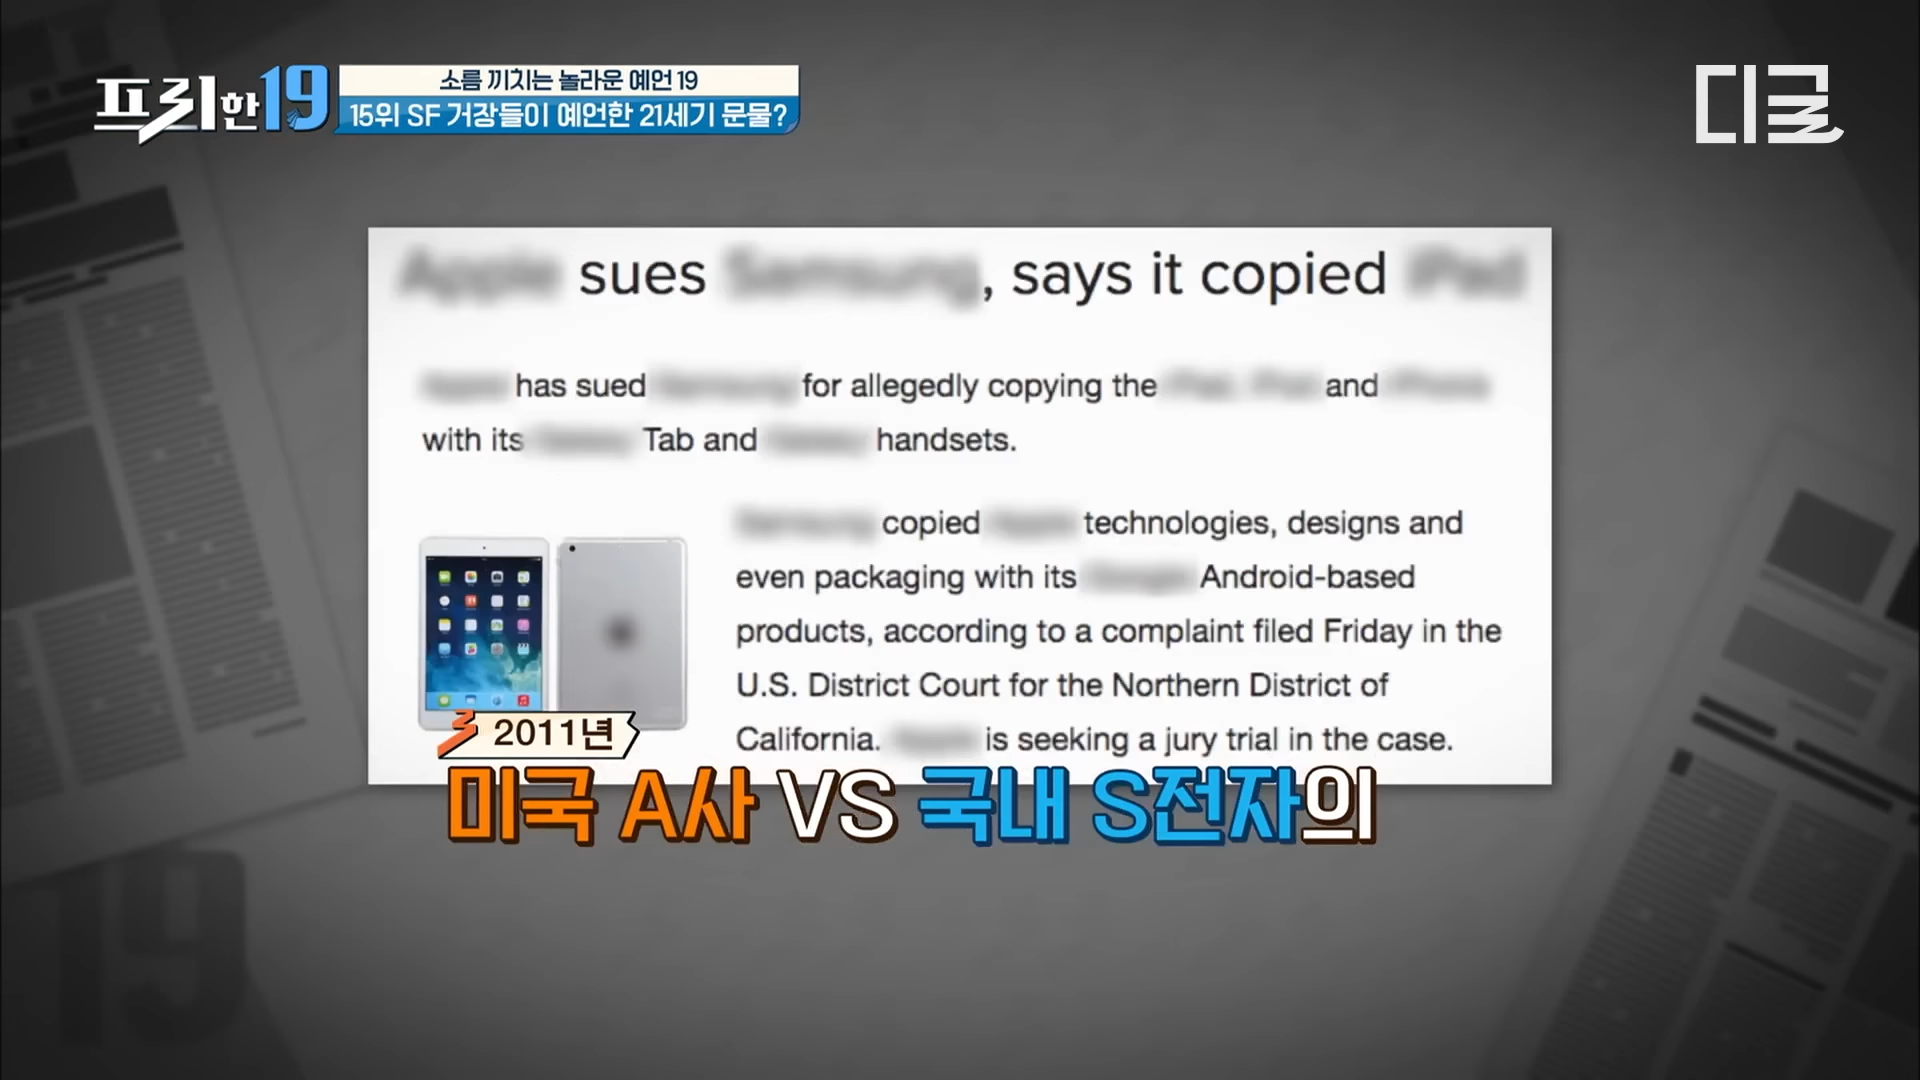 프리한19
소름 끼치는 놀라운 예언 19
15위 SF 거장들이 예언한 21세기 문물?
디글
sues , says it copied
has sued for allegedly copying the and
with its Tab and handsets.
copied technologies, designs and
even packaging with its Android-based
products, according to a complaint filed Friday in the
U.S. District Court for the Northern District of
California. is seeking a jury trial in the case.
2011년
미국 A사 VS 국내 S전자의